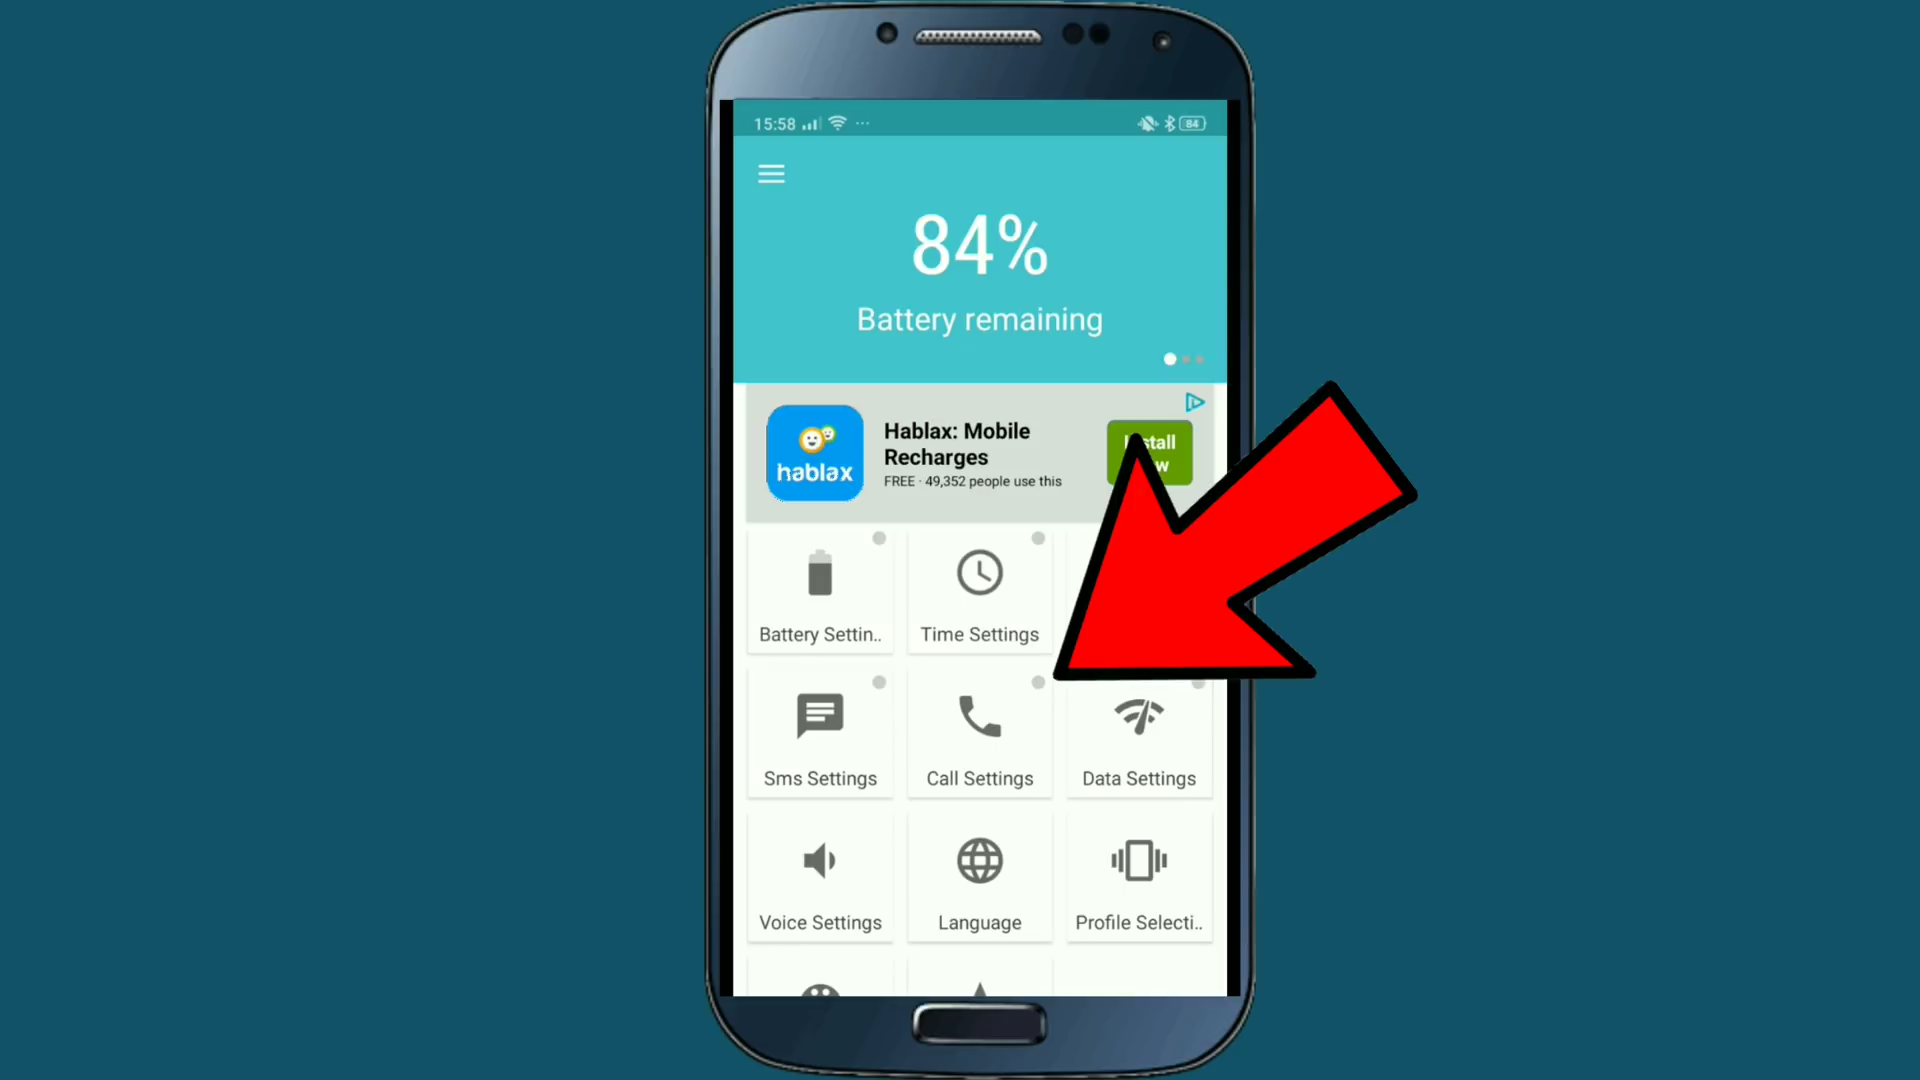 15:58
84
84%
Battery remaining
hablax
Hablax: Mobile
Recharges
FREE · 49,352 people use this
Battery Settin..
Time Settings
Sms Settings
Call Settings
Data Settings
Voice Settings
Language
Profile Selecti..